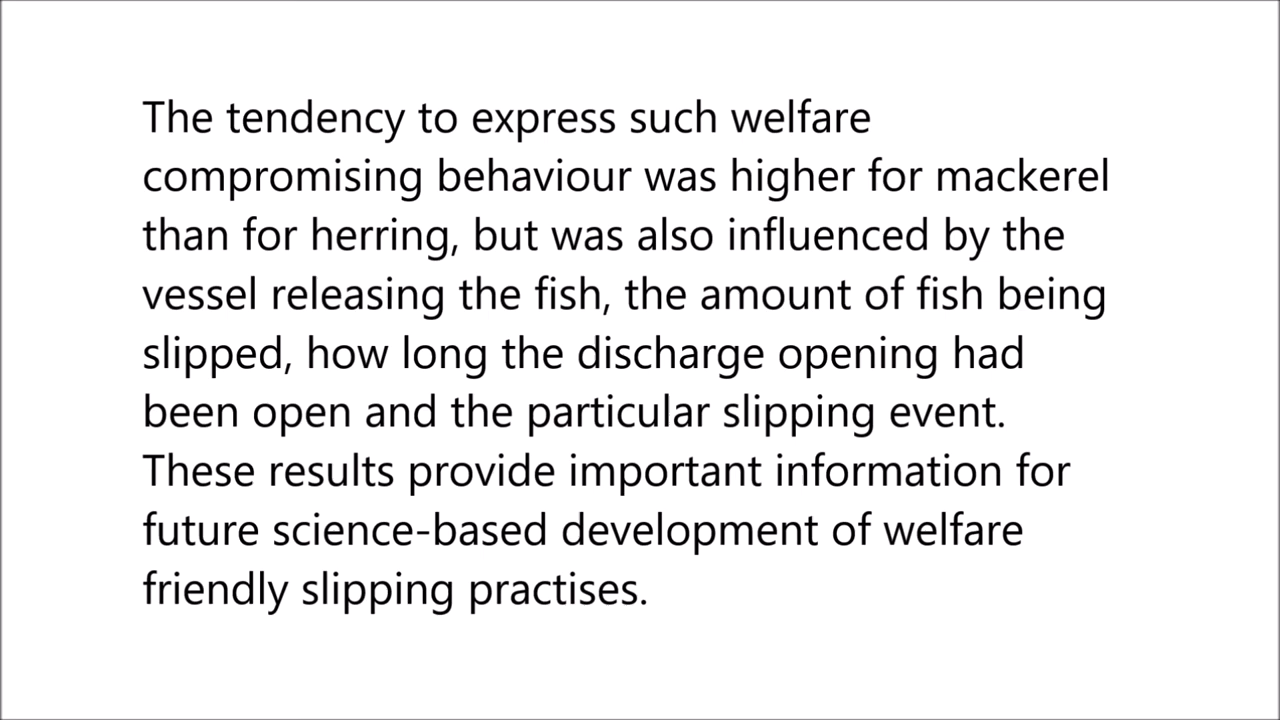 The tendency to express such welfare
compromising behaviour was higher for mackerel
than for herring, but was also influenced by the
vessel releasing the fish, the amount of fish being
slipped, how long the discharge opening had
been open and the particular slipping event.
These results provide important information for
future science-based development of welfare
friendly slipping practises.